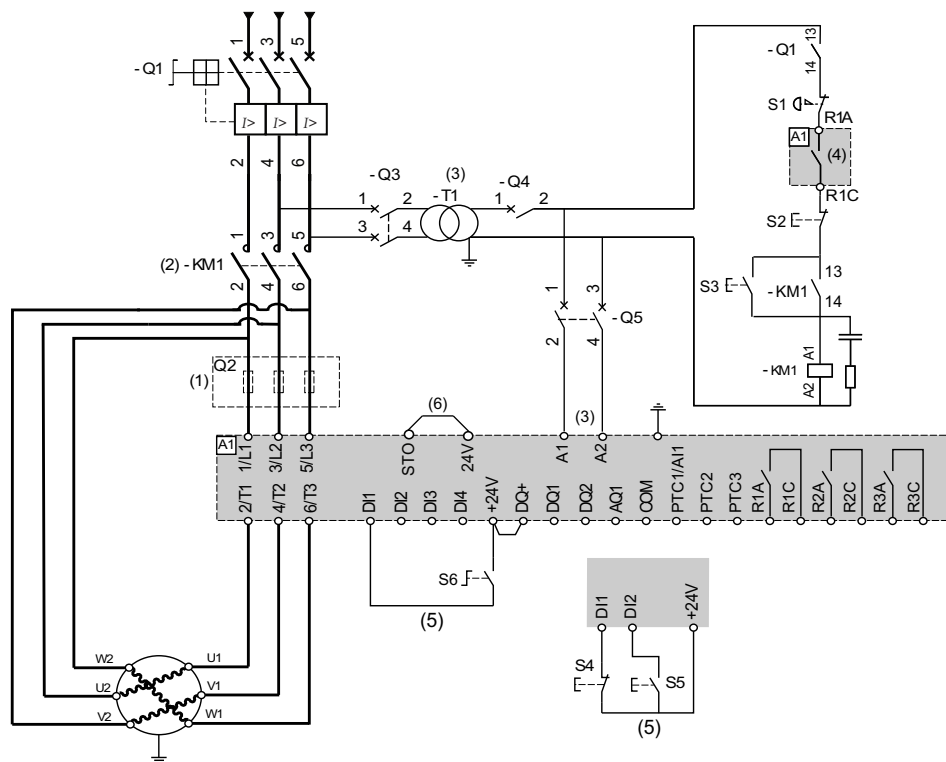 1 3 5
-Q1
I> I> I>
2 4 6
13
-Q1
14
S1
R1A
A1
(4)
R1C
S2
-Q3
(3)
-T1
-Q4
1 2 1 2
3 4
1 3 5
(2) -KM1
2 4 6
S3
13
-KM1
14
1 3
-Q5
2 4
A1
-KM1
A2
Q2
(1)
(6)
(3)
A1
1/L1 3/L2 5/L3
STO 24V A1 A2
2/T1 4/T2 6/T3
DI1 DI2 DI3 DI4 +24V DQ+ DQ1 DQ2 AQ1 COM PTC1/AI1 PTC2 PTC3 R1A R1C R2A R2C R3A R3C
S6
(5)
DI1 DI2 +24V
S4
S5
(5)
W2 U1
U2 V1
V2 W1